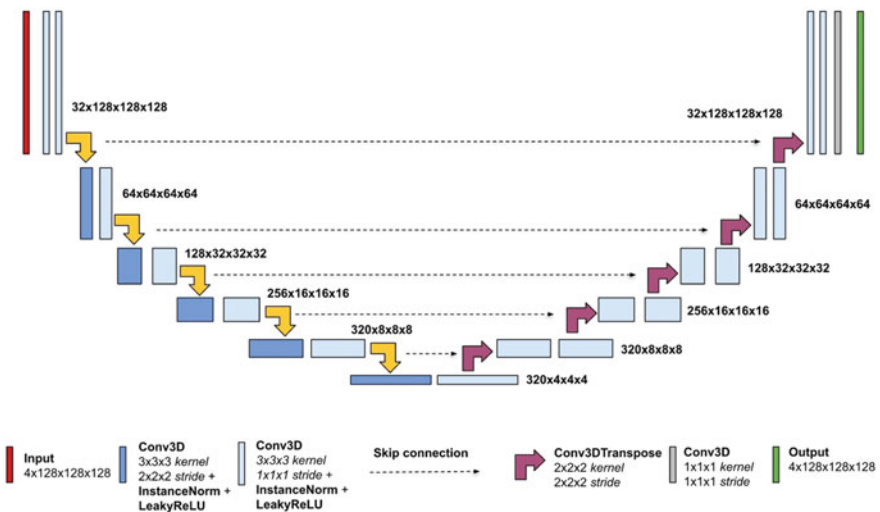 32x128x128x128
32x128x128x128
64x64x64x64
64x64x64x64
128x32x32x32
128x32x32x32
256x16x16x16
256x16x16x16
320x8x8x8
320x8x8x8
320x4x4x4
Input
4x128x128x128
Conv3D
3x3x3 kernel
2x2x2 stride +
InstanceNorm +
LeakyReLU
Conv3D
3x3x3 kernel
1x1x1 stride +
InstanceNorm +
LeakyReLU
Skip connection
Conv3DTranspose
2x2x2 kernel
2x2x2 stride
Conv3D
1x1x1 kernel
1x1x1 stride
Output
4x128x128x128